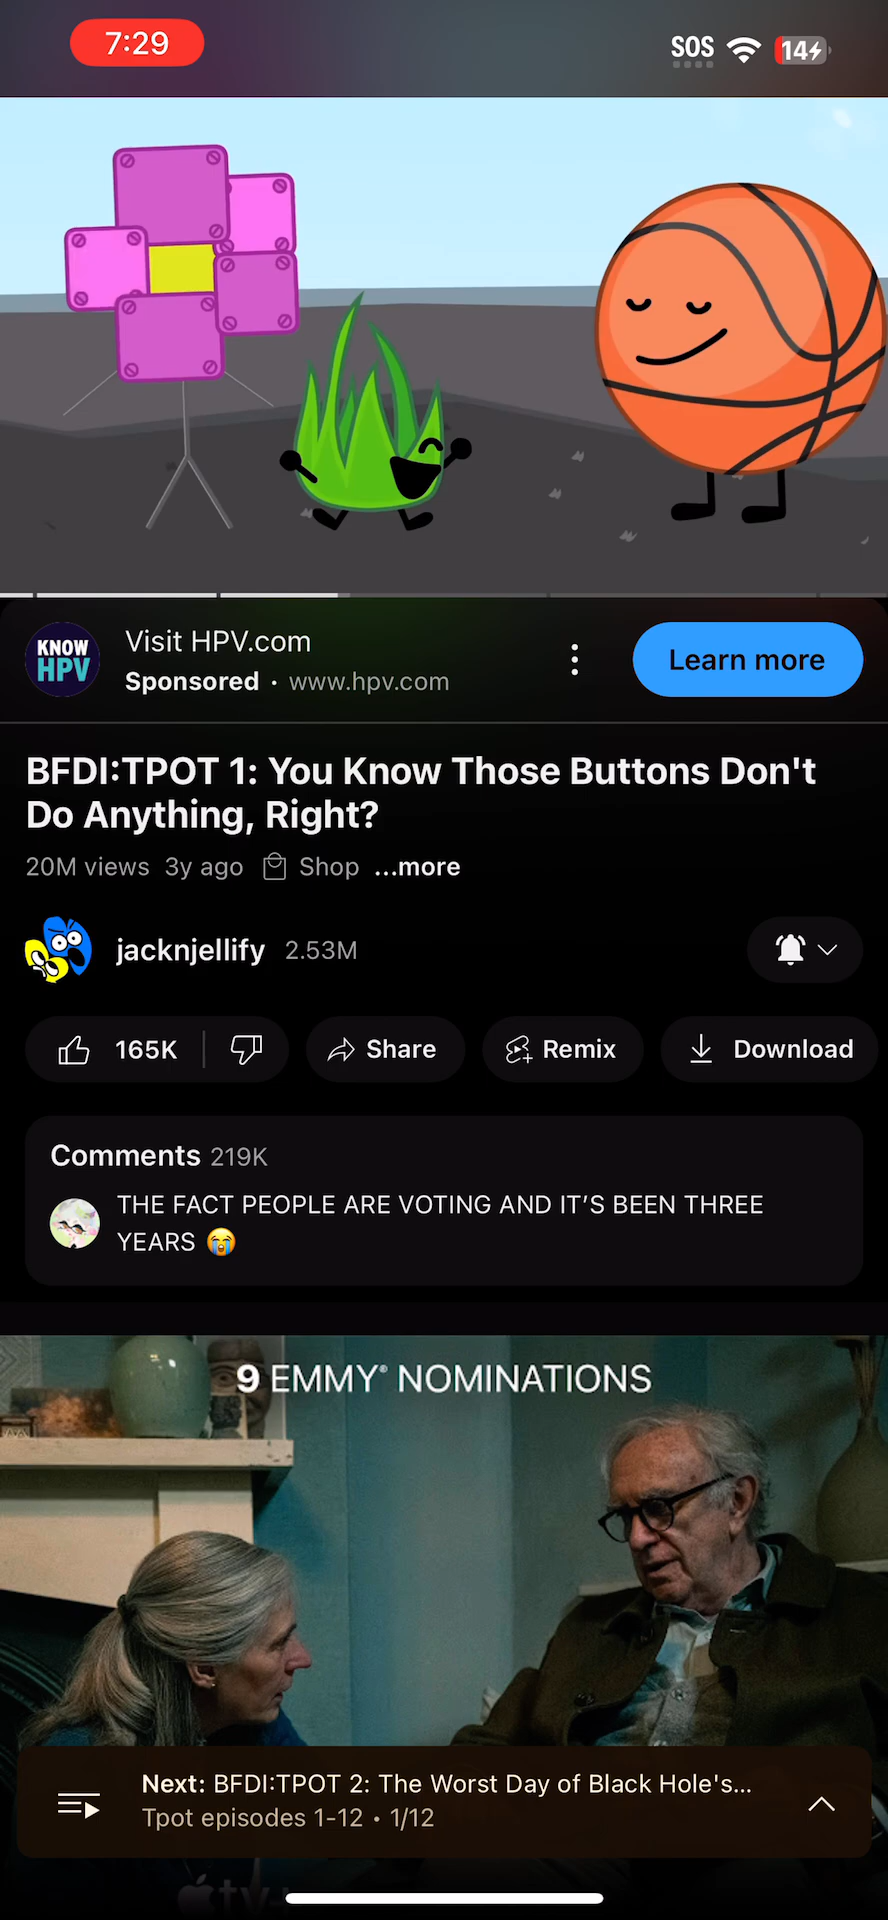 7:29
SOS
14
KNOW
HPV
Visit HPV.com
Sponsored · www.hpv.com
Learn more
BFDI:TPOT 1: You Know Those Buttons Don't
Do Anything, Right?
20M views 3y ago Shop ...more
jacknjellify 2.53M
165K
Share
Remix
Download
Comments 219K
THE FACT PEOPLE ARE VOTING AND IT’S BEEN THREE
YEARS 😭
9 EMMY® NOMINATIONS
Next: BFDI:TPOT 2: The Worst Day of Black Hole's...
Tpot episodes 1-12 • 1/12
tv+